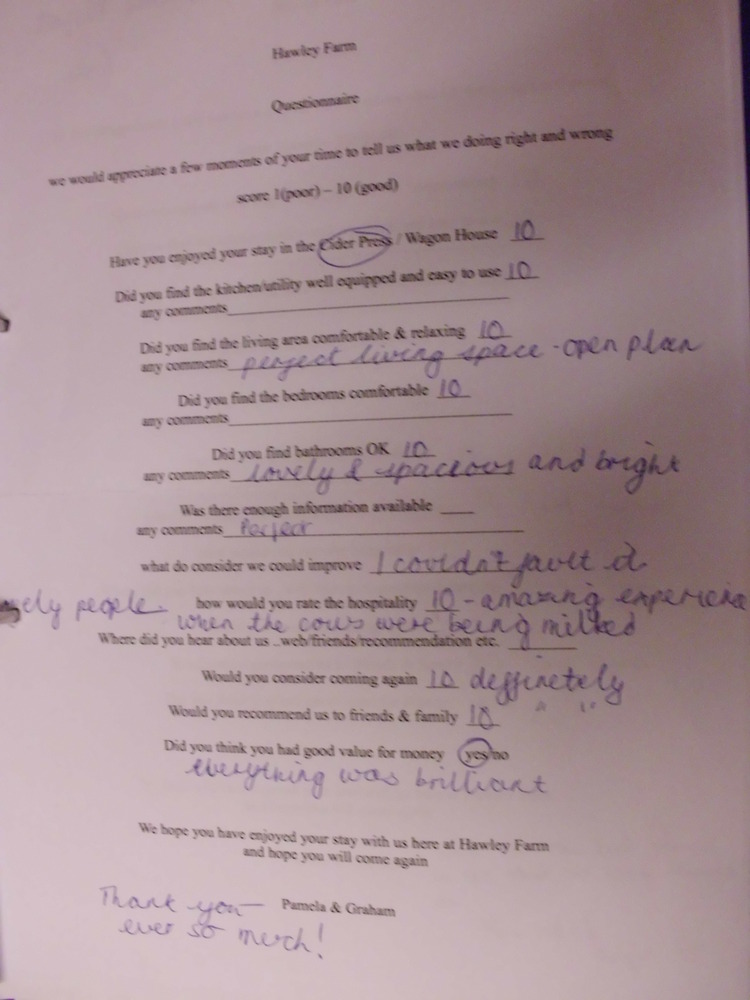 Hawley Farm
Questionnaire
we would appreciate a few moments of your time to tell us what we doing right and wrong
score 1(poor) – 10 (good)
Have you enjoyed your stay in the Cider Press / Wagon House 10
Did you find the kitchen/utility well equipped and easy to use 10
any comments
Did you find the living area comfortable & relaxing 10
any comments perfect living space - open plan
Did you find the bedrooms comfortable 10
any comments
Did you find bathrooms OK 10
any comments lovely & spacious and bright
Was there enough information available
any comments Perfect
what do consider we could improve I couldn't fault it
people. how would you rate the hospitality 10 - amazing experience
when the cows were being milked
Where did you hear about us ..web/friends/recommendation etc.
Would you consider coming again 10 deffinetely
Would you recommend us to friends & family 10 " "
Did you think you had good value for money yes/no
everything was brilliant
We hope you have enjoyed your stay with us here at Hawley Farm
and hope you will come again
Thank you — Pamela & Graham
ever so much!